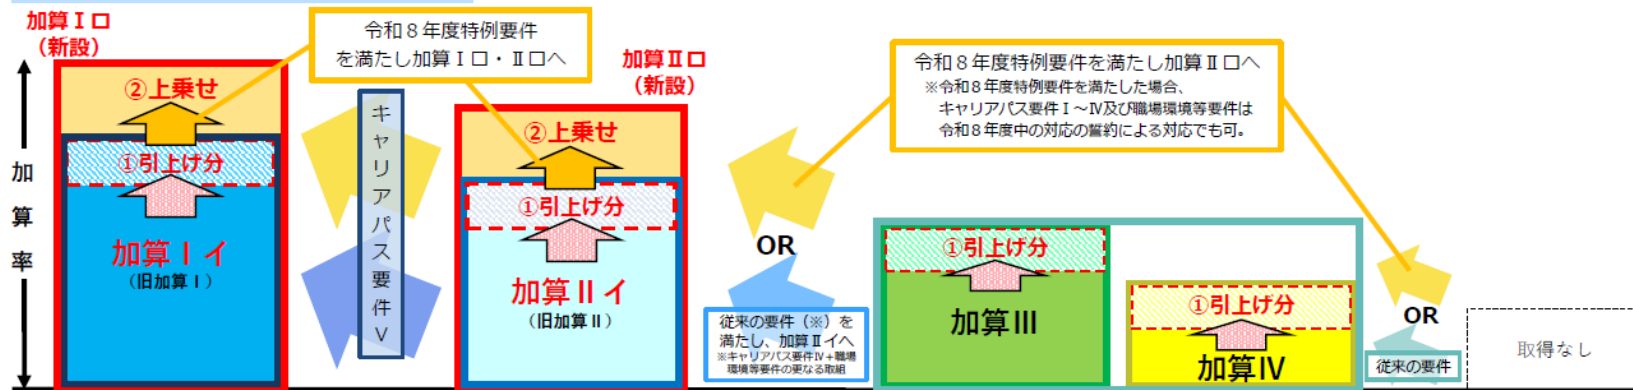 加算Ⅰロ
(新設)
加算率
②上乗せ
①引上げ分
加算Ⅰイ
(旧加算Ⅰ)
令和８年度特例要件
を満たし加算Ⅰロ・Ⅱロへ
キャリアパス要件Ⅴ
加算Ⅱロ
(新設)
②上乗せ
①引上げ分
加算Ⅱイ
(旧加算Ⅱ)
令和８年度特例要件を満たし加算Ⅱロへ
※令和８年度特例要件を満たした場合、
キャリアパス要件Ⅰ～Ⅳ及び職場環境等要件は
令和８年度中の対応の誓約による対応でも可。
OR
従来の要件（※）を
満たし、加算Ⅱイへ
※キャリアパス要件Ⅳ＋職場
環境等要件の更なる取組
①引上げ分
加算Ⅲ
①引上げ分
加算Ⅳ
OR
従来の要件
取得なし